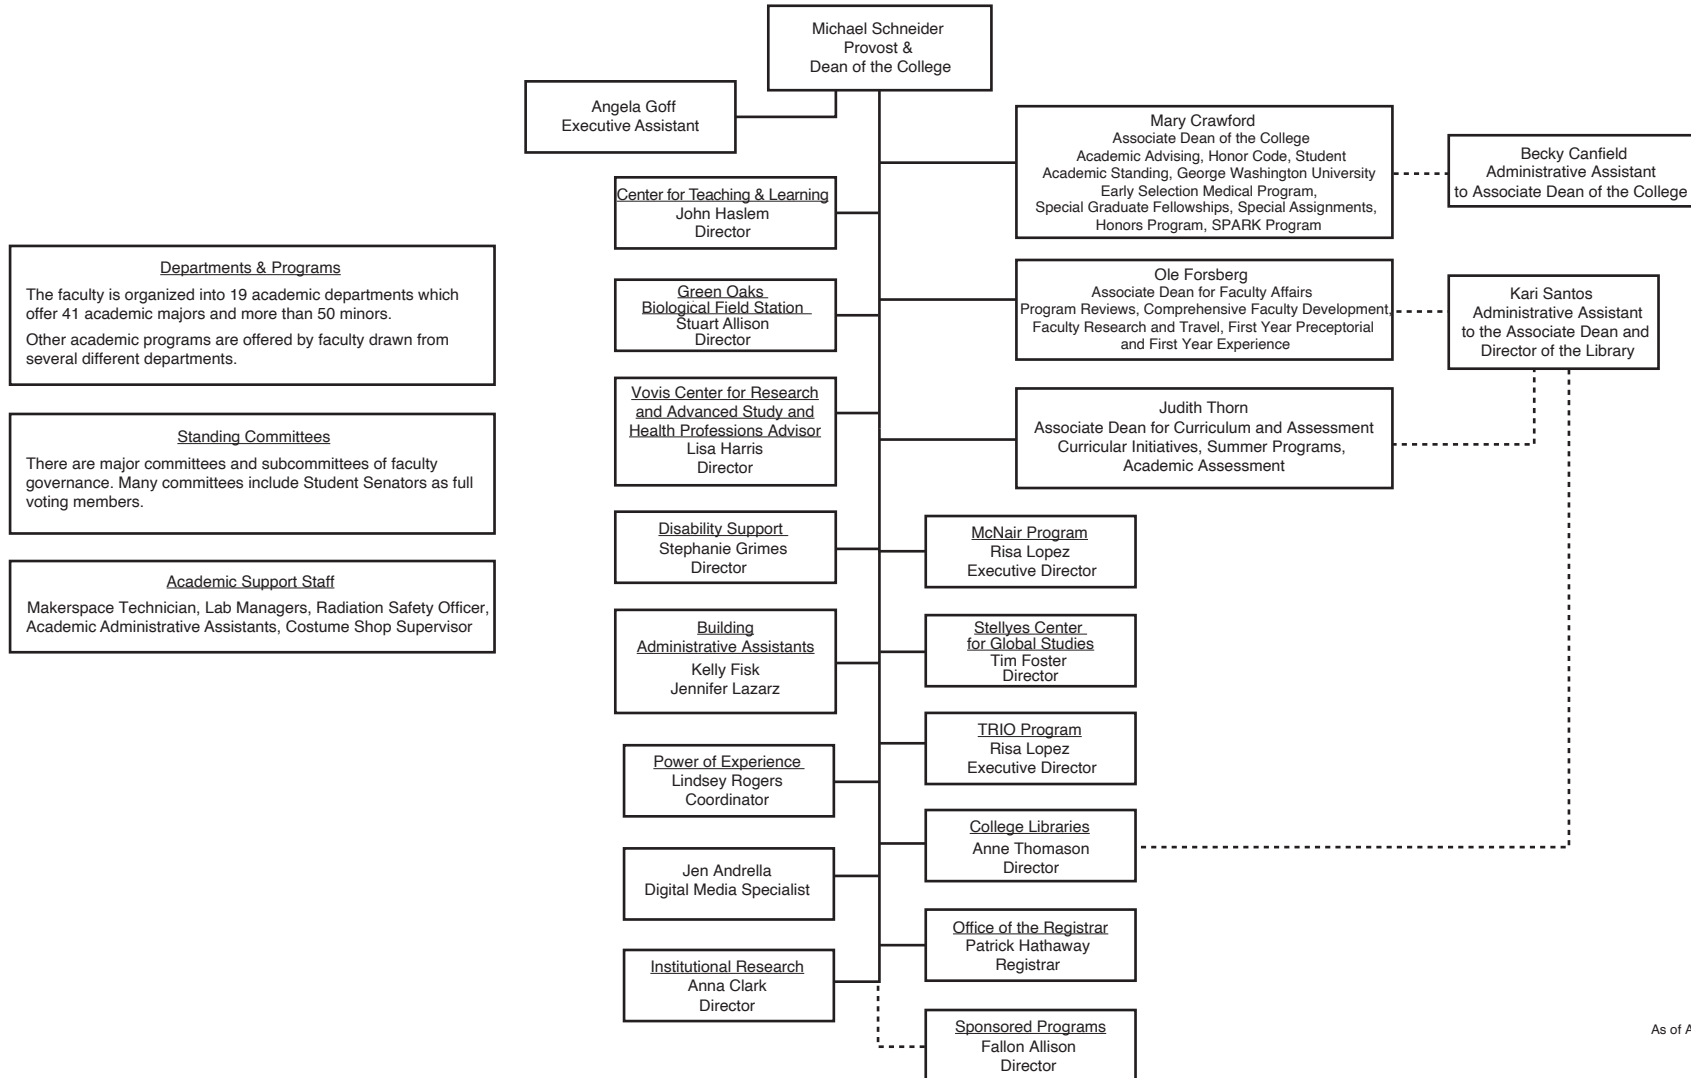 Michael Schneider
Provost &
Dean of the College
Angela Goff
Executive Assistant
Mary Crawford
Associate Dean of the College
Academic Advising, Honor Code, Student
Academic Standing, George Washington University
Early Selection Medical Program,
Special Graduate Fellowships, Special Assignments,
Honors Program, SPARK Program
Becky Canfield
Administrative Assistant
to Associate Dean of the College
Center for Teaching & Learning
John Haslem
Director
Departments & Programs
The faculty is organized into 19 academic departments which
offer 41 academic majors and more than 50 minors.
Other academic programs are offered by faculty drawn from
several different departments.
Green Oaks
Biological Field Station
Stuart Allison
Director
Ole Forsberg
Associate Dean for Faculty Affairs
Program Reviews, Comprehensive Faculty Development,
Faculty Research and Travel, First Year Preceptorial
and First Year Experience
Kari Santos
Administrative Assistant
to the Associate Dean and
Director of the Library
Vovis Center for Research
and Advanced Study and
Health Professions Advisor
Lisa Harris
Director
Judith Thorn
Associate Dean for Curriculum and Assessment
Curricular Initiatives, Summer Programs,
Academic Assessment
Standing Committees
There are major committees and subcommittees of faculty
governance. Many committees include Student Senators as full
voting members.
Disability Support
Stephanie Grimes
Director
McNair Program
Risa Lopez
Executive Director
Academic Support Staff
Makerspace Technician, Lab Managers, Radiation Safety Officer,
Academic Administrative Assistants, Costume Shop Supervisor
Building
Administrative Assistants
Kelly Fisk
Jennifer Lazarz
Stellyes Center
for Global Studies
Tim Foster
Director
Power of Experience
Lindsey Rogers
Coordinator
TRIO Program
Risa Lopez
Executive Director
College Libraries
Anne Thomason
Director
Jen Andrella
Digital Media Specialist
Office of the Registrar
Patrick Hathaway
Registrar
Institutional Research
Anna Clark
Director
Sponsored Programs
Fallon Allison
Director
As of